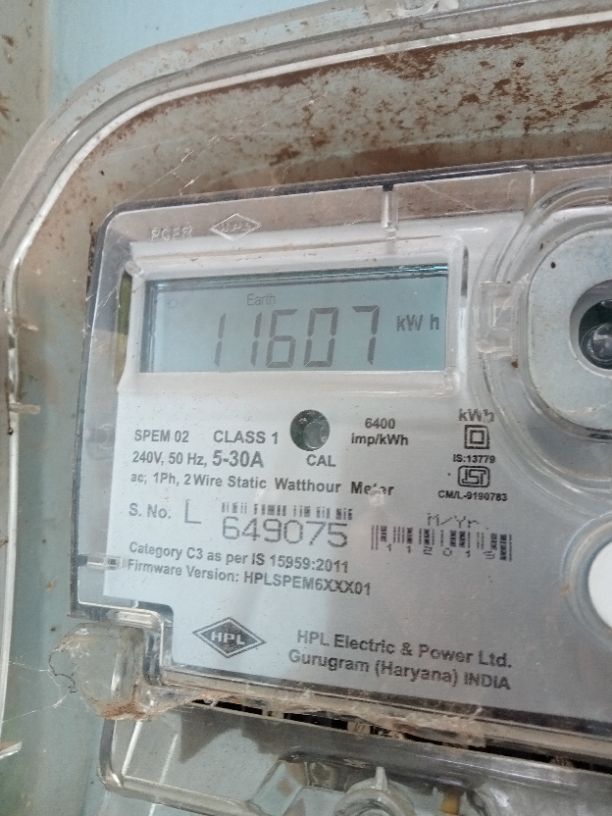 HPL
Earth
11607 kWh
SPEM 02 CLASS 1
6400
imp/kWh
kWh
240V, 50 Hz, 5-30A
CAL
IS:13779
ac, 1Ph, 2 Wire Static Watthour Meter
CM/L-9190783
S. No. L 649075
M/Yr.
112015
Category C3 as per IS 15959:2011
Firmware Version: HPLSPEM6XXX01
HPL
HPL Electric & Power Ltd.
Gurugram (Haryana) INDIA